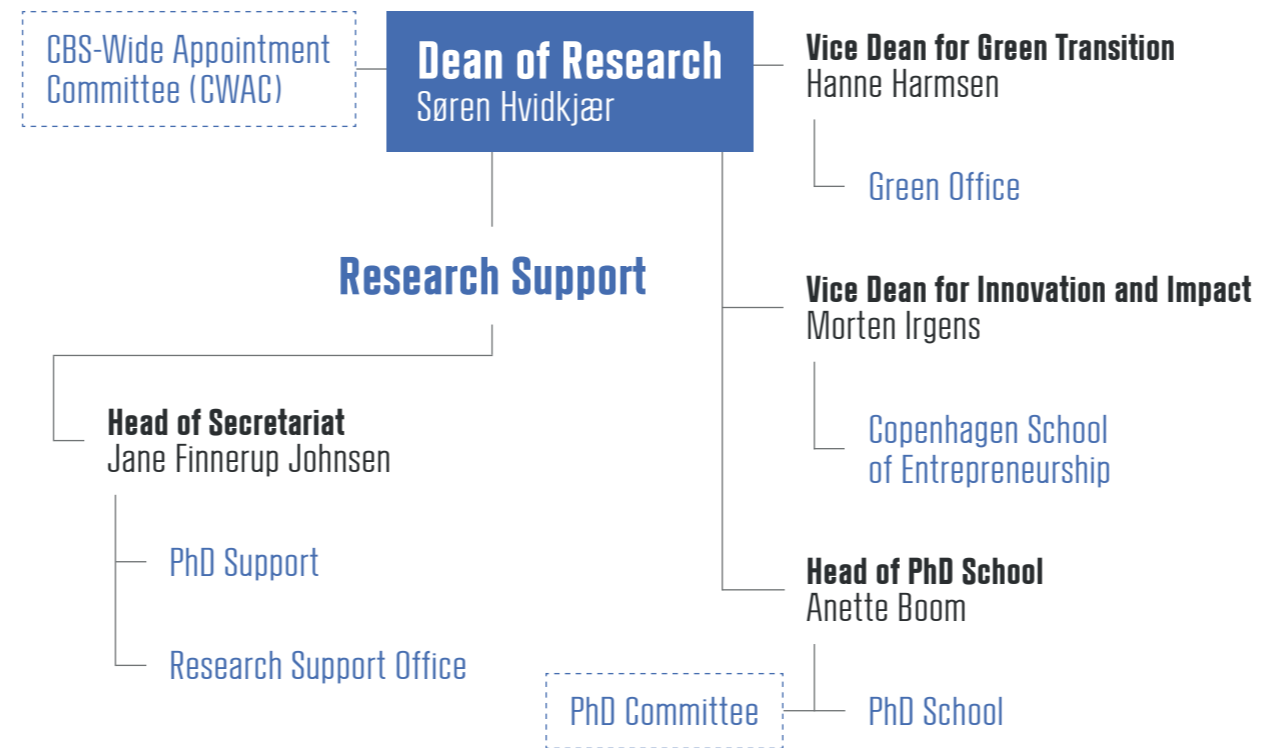 CBS-Wide Appointment
Committee (CWAC)
Dean of Research
Søren Hvidkjær
Vice Dean for Green Transition
Hanne Harmsen
Green Office
Research Support
Vice Dean for Innovation and Impact
Morten Irgens
Copenhagen School
of Entrepreneurship
Head of Secretariat
Jane Finnerup Johnsen
PhD Support
Research Support Office
Head of PhD School
Anette Boom
PhD Committee
PhD School